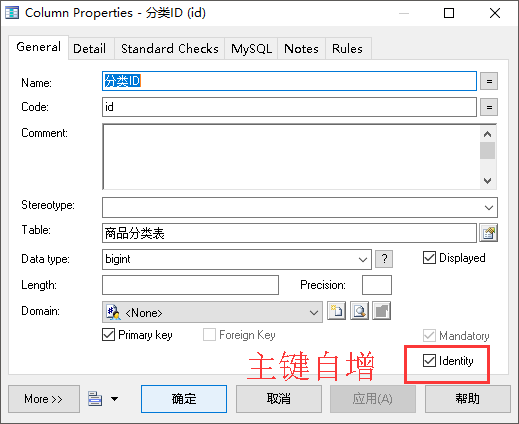 Column Properties - 分类ID (id)
General Detail Standard Checks MySQL Notes Rules
Name: 分类ID =
Code: id =
Comment:
Stereotype:
Table: 商品分类表
Data type: bigint ? Displayed
Length: Precision:
Domain: <None>
Primary key Foreign Key Mandatory
主键自增 Identity
More >> 确定 取消 应用(A) 帮助